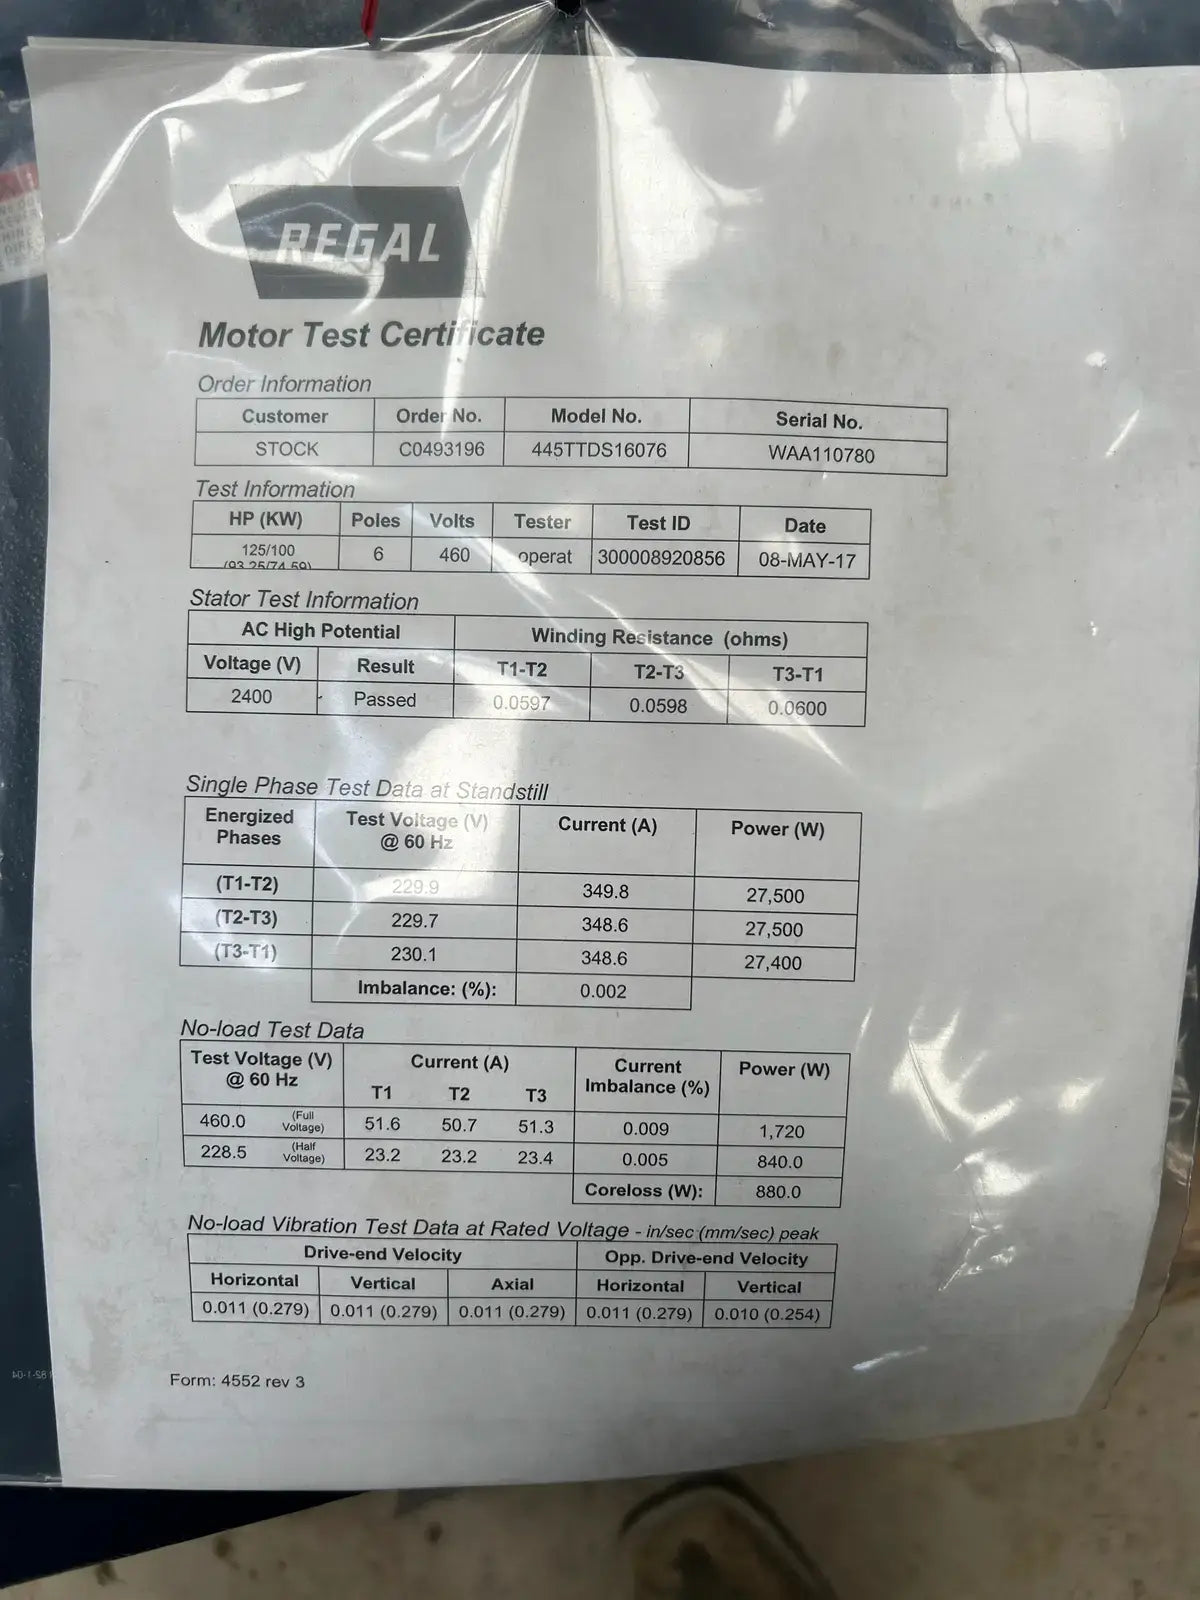 REGAL
Motor Test Certificate
Order Information
Customer Order No. Model No. Serial No.
STOCK C0493196 445TTDS16076 WAA110780
Test Information
HP (KW) Poles Volts Tester Test ID Date
125/100 6 460 operat 300008920856 08-MAY-17
(93.25/74.59)
Stator Test Information
AC High Potential Winding Resistance (ohms)
Voltage (V) Result T1-T2 T2-T3 T3-T1
2400 Passed 0.0597 0.0598 0.0600
Single Phase Test Data at Standstill
Energized Phases Test Voltage (V) @ 60 Hz Current (A) Power (W)
(T1-T2) 229.9 349.8 27,500
(T2-T3) 229.7 348.6 27,500
(T3-T1) 230.1 348.6 27,400
Imbalance: (%): 0.002
No-load Test Data
Test Voltage (V) @ 60 Hz Current (A) Current Imbalance (%) Power (W)
T1 T2 T3
460.0 (Full Voltage) 51.6 50.7 51.3 0.009 1,720
228.5 (Half Voltage) 23.2 23.2 23.4 0.005 840.0
Coreloss (W): 880.0
No-load Vibration Test Data at Rated Voltage - in/sec (mm/sec) peak
Drive-end Velocity Opp. Drive-end Velocity
Horizontal Vertical Axial Horizontal Vertical
0.011 (0.279) 0.011 (0.279) 0.011 (0.279) 0.011 (0.279) 0.010 (0.254)
Form: 4552 rev 3